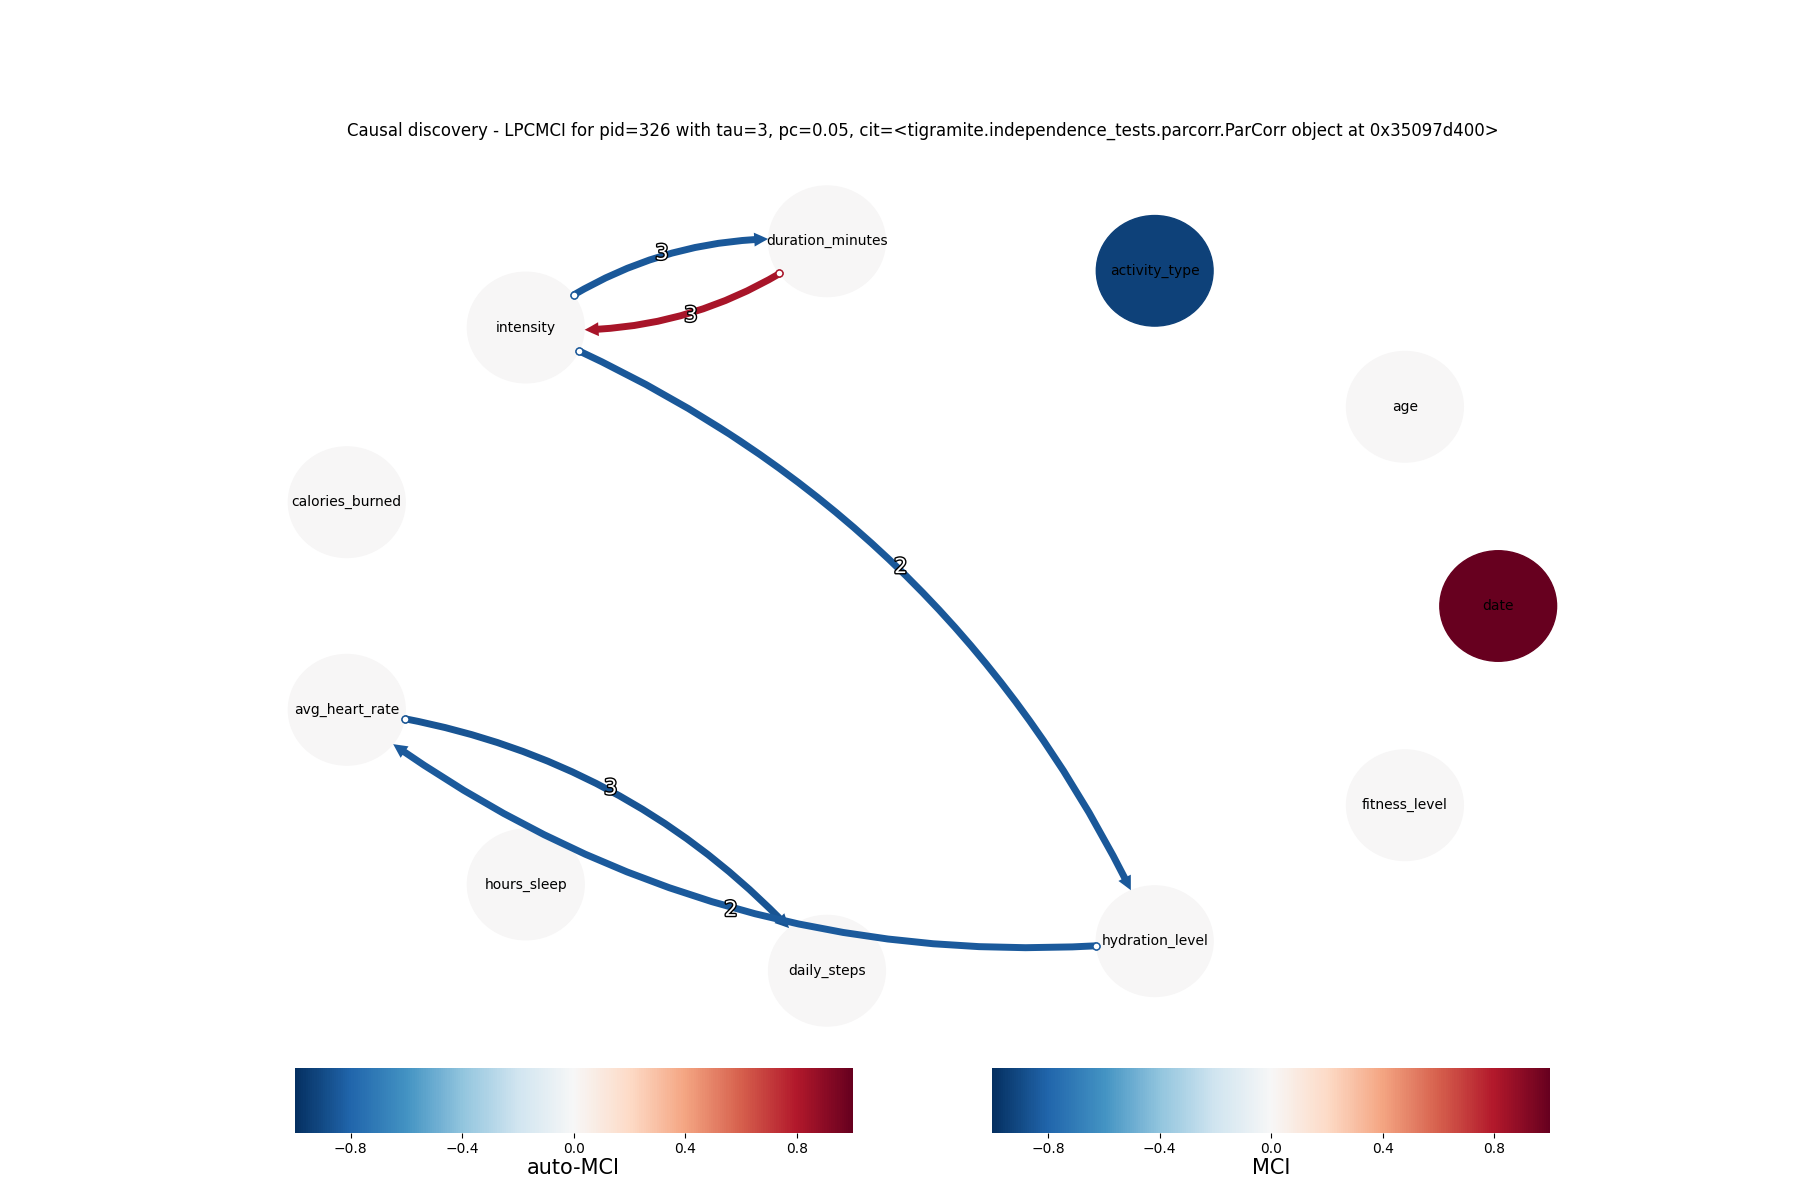 Causal discovery - LPCMCI for pid=326 with tau=3, pc=0.05, cit=<tigramite.independence_tests.parcorr.ParCorr object at 0x35097d400>
duration_minutes
3
activity_type
3
intensity
age
calories_burned
2
date
avg_heart_rate
3
fitness_level
hours_sleep
2
hydration_level
daily_steps
−0.8 −0.4 0.0 0.4 0.8
auto-MCI
−0.8 −0.4 0.0 0.4 0.8
MCI